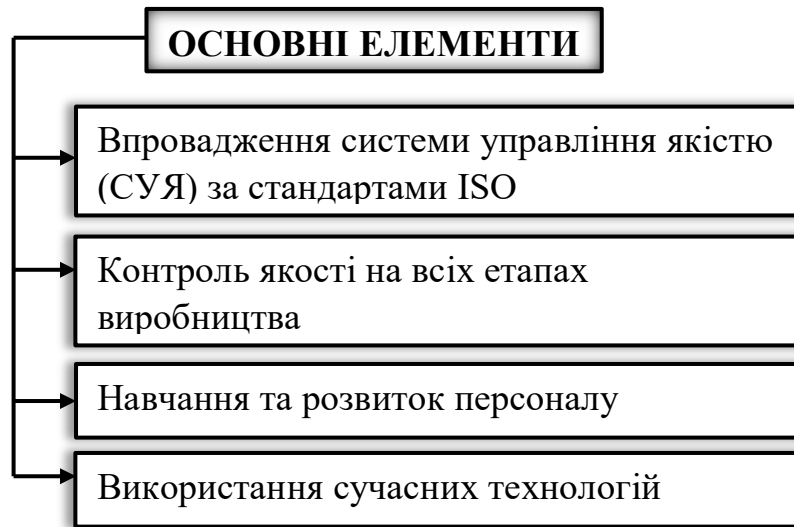 ОСНОВНІ ЕЛЕМЕНТИ
Впровадження системи управління якістю
(СУЯ) за стандартами ISO
Контроль якості на всіх етапах
виробництва
Навчання та розвиток персоналу
Використання сучасних технологій